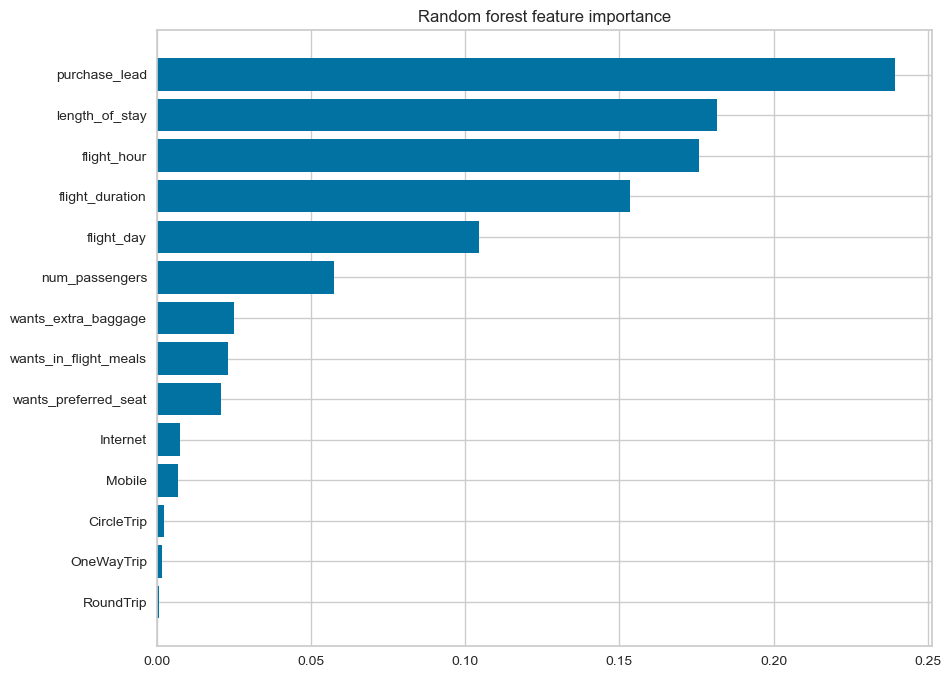 Random forest feature importance
purchase_lead
length_of_stay
flight_hour
flight_duration
flight_day
num_passengers
wants_extra_baggage
wants_in_flight_meals
wants_preferred_seat
Internet
Mobile
CircleTrip
OneWayTrip
RoundTrip
0.00 0.05 0.10 0.15 0.20 0.25